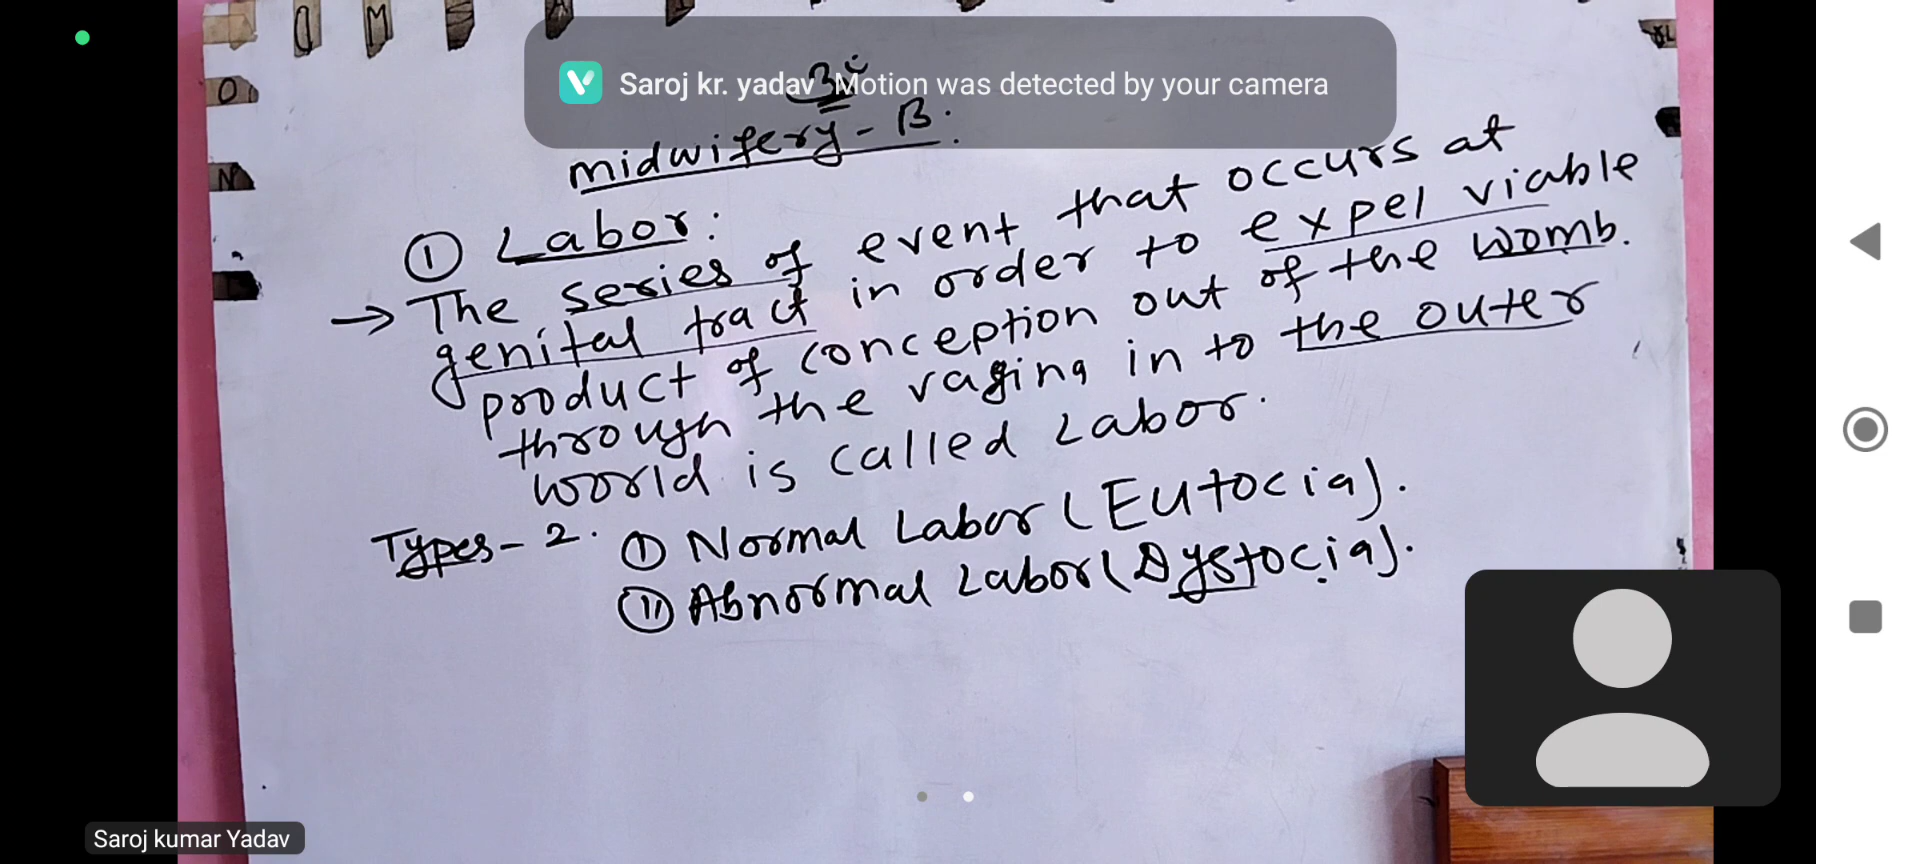 O M
Saroj kr. yadav Motion was detected by your camera
O
N
midwifery - B.
① Labor:
→ The series of event that occurs at
genital tract in order to expel viable
product of conception out of the womb.
through the vagina in to the outer
world is called Labor.
Types - 2. ① Normal Labor (Eutocia).
⑪ Abnormal Labor (Dystocia).
Saroj kumar Yadav